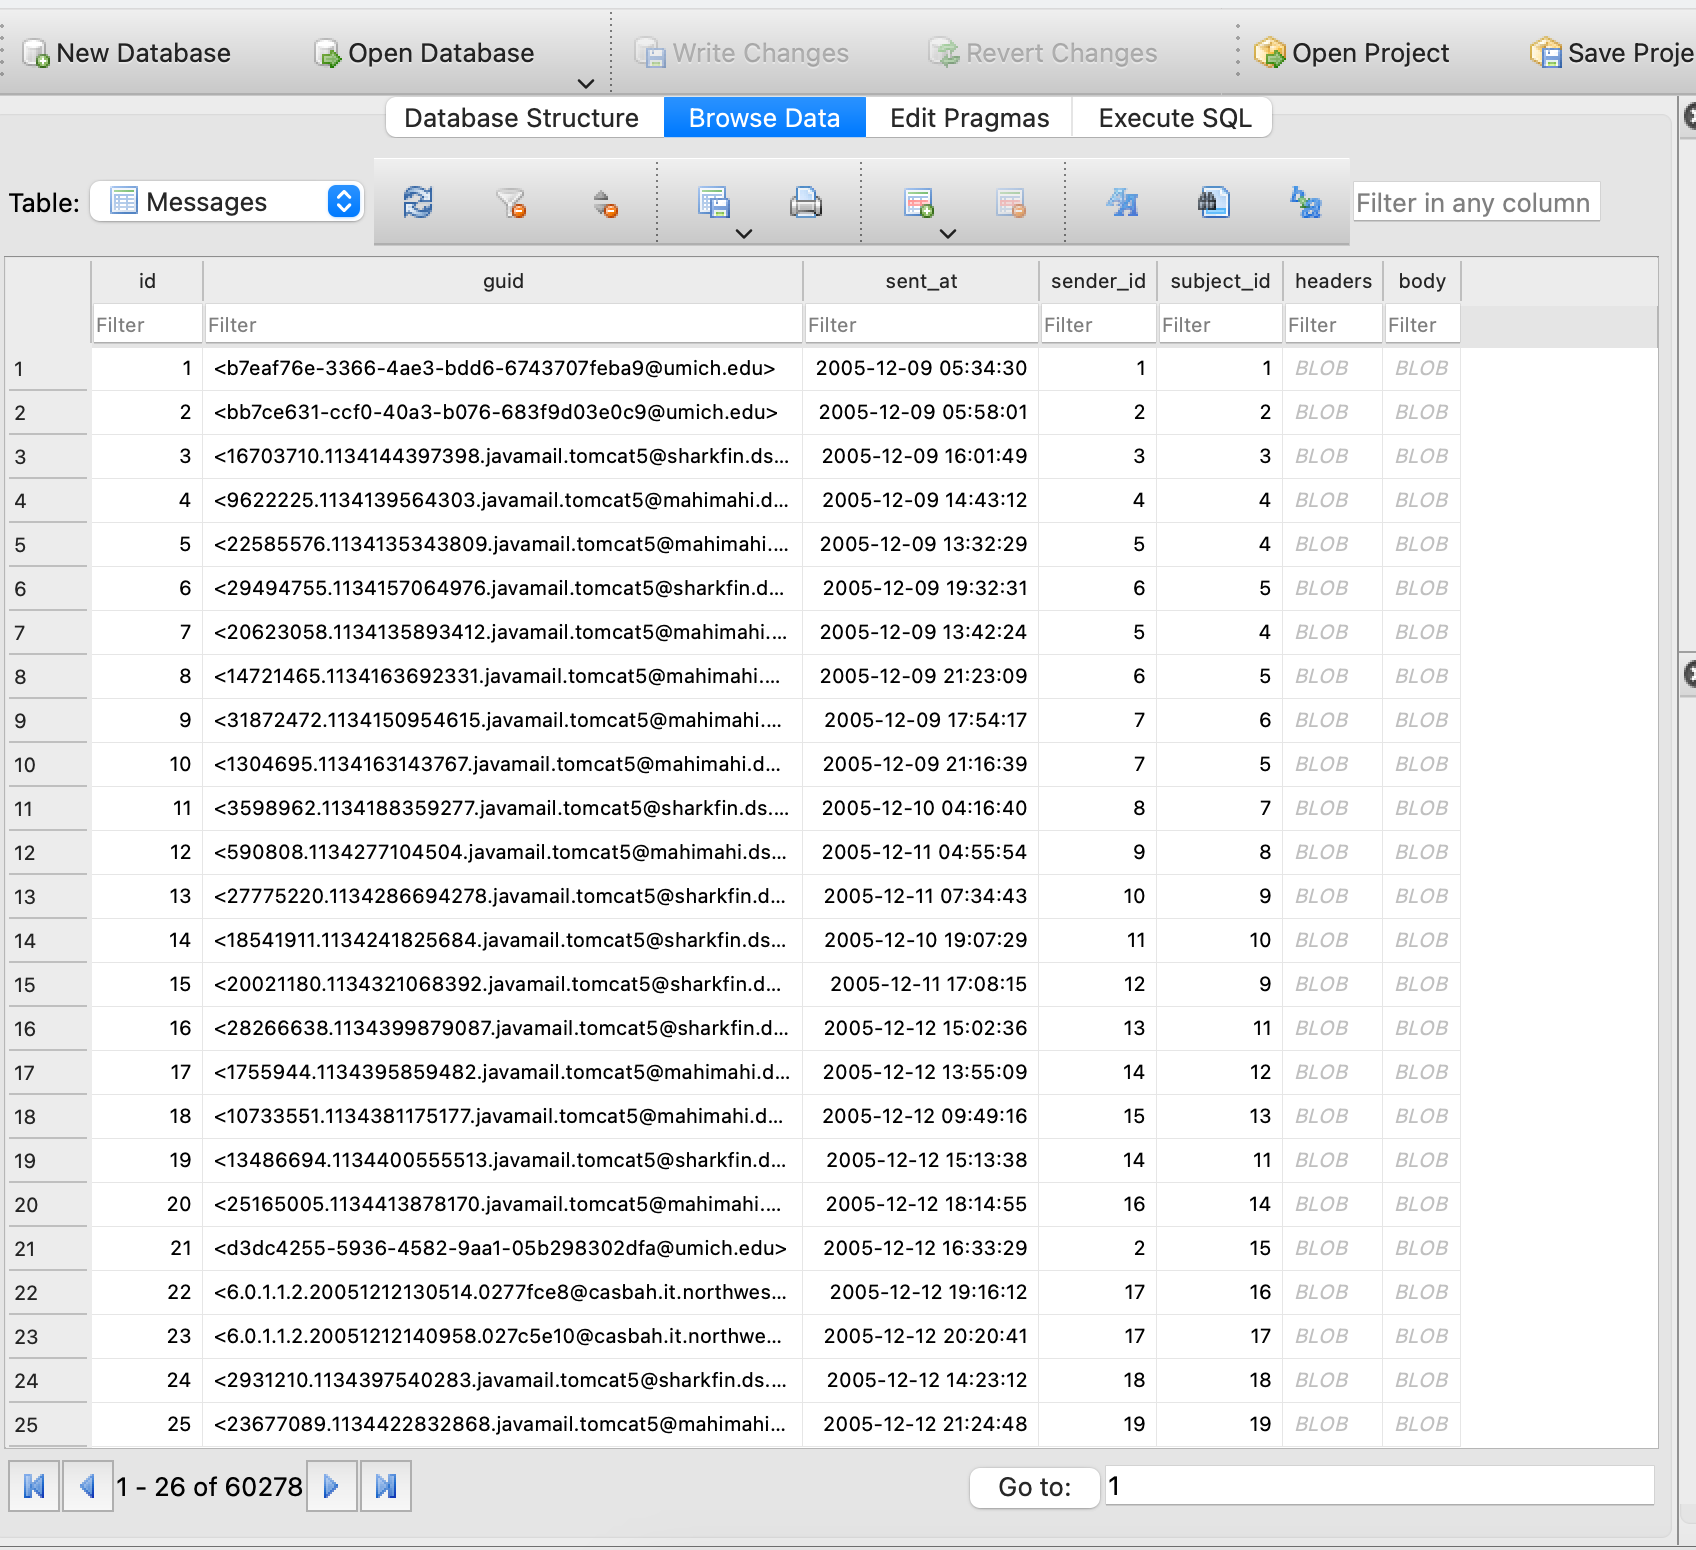 New Database Open Database Write Changes Revert Changes Open Project Save Proje
Database Structure Browse Data Edit Pragmas Execute SQL
Table: Messages Filter in any column
id guid sent_at sender_id subject_id headers body
Filter Filter Filter Filter Filter Filter Filter
1 1 <b7eaf76e-3366-4ae3-bdd6-6743707feba9@umich.edu> 2005-12-09 05:34:30 1 1 BLOB BLOB
2 2 <bb7ce631-ccf0-40a3-b076-683f9d03e0c9@umich.edu> 2005-12-09 05:58:01 2 2 BLOB BLOB
3 3 <16703710.1134144397398.javamail.tomcat5@sharkfin.ds... 2005-12-09 16:01:49 3 3 BLOB BLOB
4 4 <9622225.1134139564303.javamail.tomcat5@mahimahi.d... 2005-12-09 14:43:12 4 4 BLOB BLOB
5 5 <22585576.1134135343809.javamail.tomcat5@mahimahi.... 2005-12-09 13:32:29 5 4 BLOB BLOB
6 6 <29494755.1134157064976.javamail.tomcat5@sharkfin.d... 2005-12-09 19:32:31 6 5 BLOB BLOB
7 7 <20623058.1134135893412.javamail.tomcat5@mahimahi.... 2005-12-09 13:42:24 5 4 BLOB BLOB
8 8 <14721465.1134163692331.javamail.tomcat5@mahimahi.... 2005-12-09 21:23:09 6 5 BLOB BLOB
9 9 <31872472.1134150954615.javamail.tomcat5@mahimahi.... 2005-12-09 17:54:17 7 6 BLOB BLOB
10 10 <1304695.1134163143767.javamail.tomcat5@mahimahi.d... 2005-12-09 21:16:39 7 5 BLOB BLOB
11 11 <3598962.1134188359277.javamail.tomcat5@sharkfin.ds.... 2005-12-10 04:16:40 8 7 BLOB BLOB
12 12 <590808.1134277104504.javamail.tomcat5@mahimahi.ds... 2005-12-11 04:55:54 9 8 BLOB BLOB
13 13 <27775220.1134286694278.javamail.tomcat5@sharkfin.d... 2005-12-11 07:34:43 10 9 BLOB BLOB
14 14 <18541911.1134241825684.javamail.tomcat5@sharkfin.ds... 2005-12-10 19:07:29 11 10 BLOB BLOB
15 15 <20021180.1134321068392.javamail.tomcat5@sharkfin.d... 2005-12-11 17:08:15 12 9 BLOB BLOB
16 16 <28266638.1134399879087.javamail.tomcat5@sharkfin.d... 2005-12-12 15:02:36 13 11 BLOB BLOB
17 17 <1755944.1134395859482.javamail.tomcat5@mahimahi.d... 2005-12-12 13:55:09 14 12 BLOB BLOB
18 18 <10733551.1134381175177.javamail.tomcat5@mahimahi.d... 2005-12-12 09:49:16 15 13 BLOB BLOB
19 19 <13486694.1134400555513.javamail.tomcat5@sharkfin.d... 2005-12-12 15:13:38 14 11 BLOB BLOB
20 20 <25165005.1134413878170.javamail.tomcat5@mahimahi.... 2005-12-12 18:14:55 16 14 BLOB BLOB
21 21 <d3dc4255-5936-4582-9aa1-05b298302dfa@umich.edu> 2005-12-12 16:33:29 2 15 BLOB BLOB
22 22 <6.0.1.1.2.20051212130514.0277fce8@casbah.it.northwes... 2005-12-12 19:16:12 17 16 BLOB BLOB
23 23 <6.0.1.1.2.20051212140958.027c5e10@casbah.it.northwe... 2005-12-12 20:20:41 17 17 BLOB BLOB
24 24 <2931210.1134397540283.javamail.tomcat5@sharkfin.ds.... 2005-12-12 14:23:12 18 18 BLOB BLOB
25 25 <23677089.1134422832868.javamail.tomcat5@mahimahi... 2005-12-12 21:24:48 19 19 BLOB BLOB
1 - 26 of 60278 Go to: 1